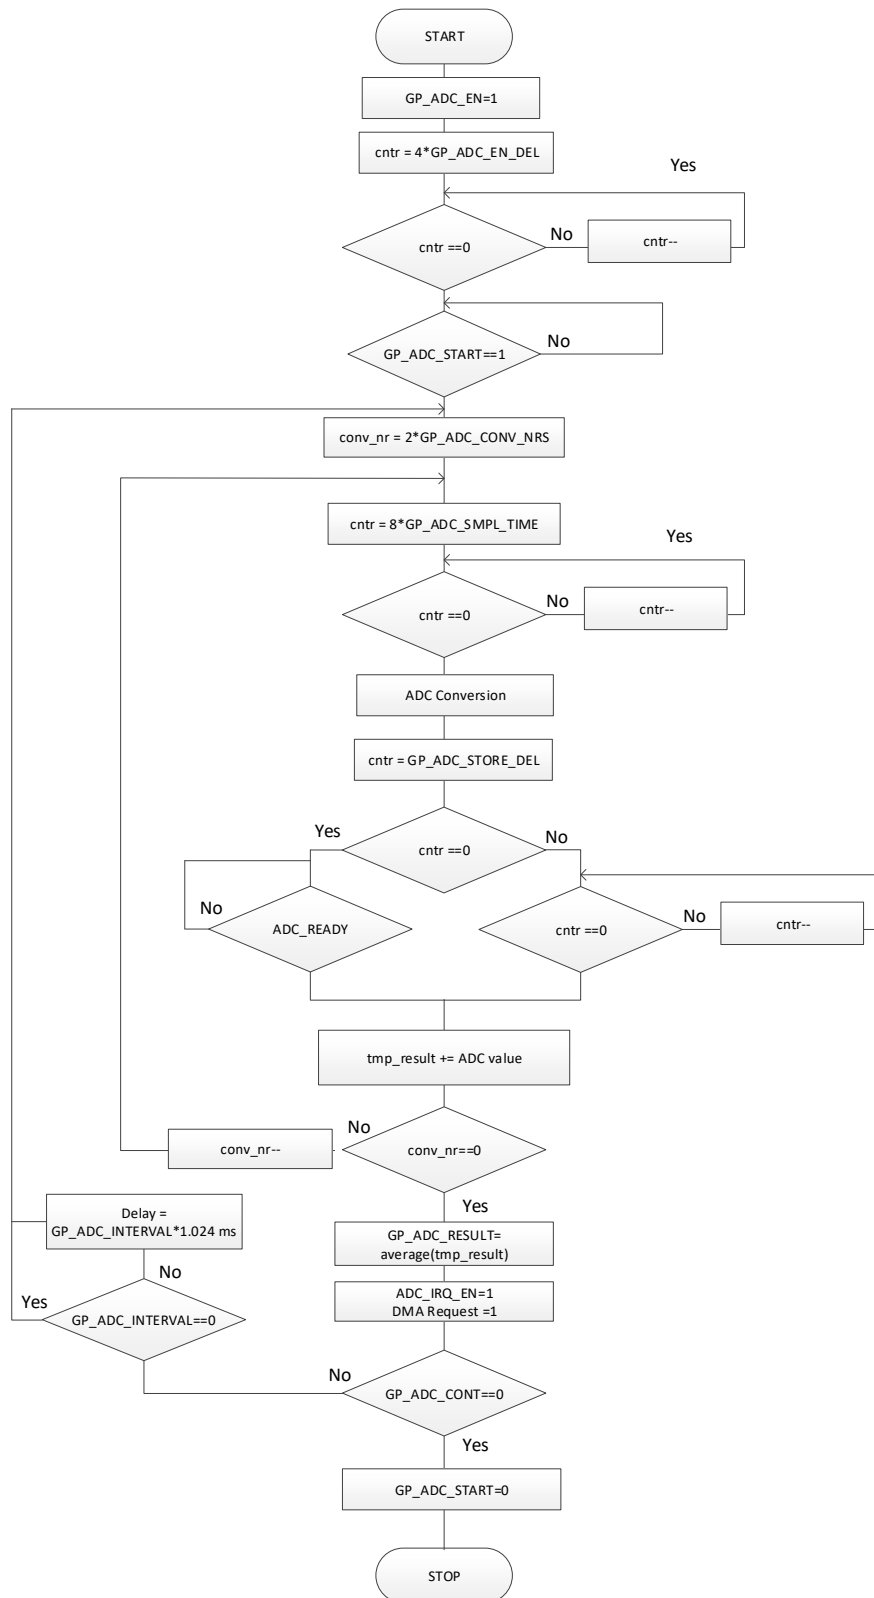 START
GP_ADC_EN=1
cntr = 4*GP_ADC_EN_DEL
Yes
cntr ==0
No
cntr--
GP_ADC_START==1
No
conv_nr = 2*GP_ADC_CONV_NRS
cntr = 8*GP_ADC_SMPL_TIME
Yes
cntr ==0
No
cntr--
ADC Conversion
cntr = GP_ADC_STORE_DEL
Yes
cntr ==0
No
No
ADC_READY
cntr ==0
No
cntr--
tmp_result += ADC value
conv_nr--
No
conv_nr==0
Yes
Delay =
GP_ADC_INTERVAL*1.024 ms
GP_ADC_RESULT=
average(tmp_result)
No
Yes
GP_ADC_INTERVAL==0
ADC_IRQ_EN=1
DMA Request =1
No
GP_ADC_CONT==0
Yes
GP_ADC_START=0
STOP